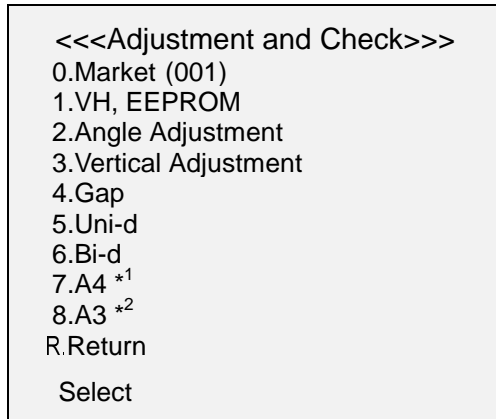 <<<Adjustment and Check>>>
0.Market (001)
1.VH, EEPROM
2.Angle Adjustment
3.Vertical Adjustment
4.Gap
5.Uni-d
6.Bi-d
7.A4 *1
8.A3 *2
R.Return
Select